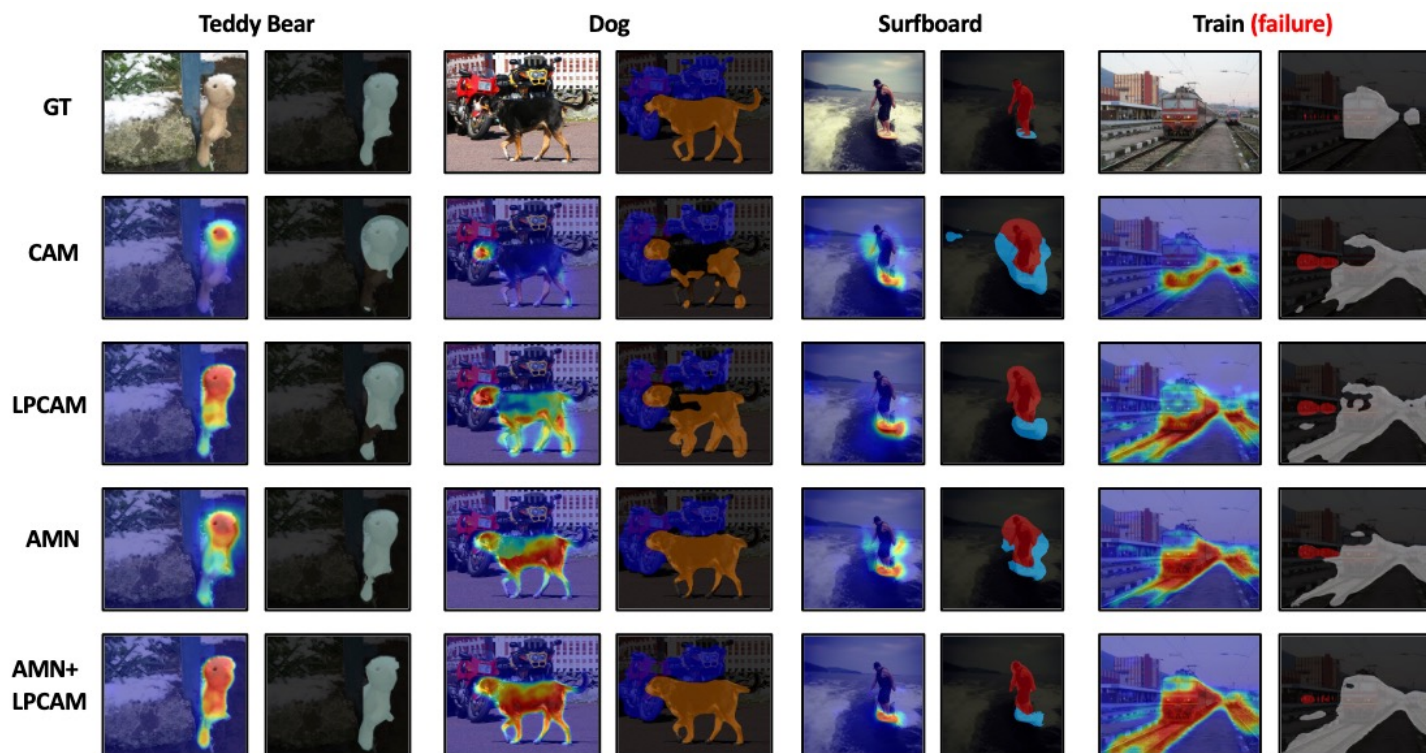 Teddy Bear
Dog
Surfboard
Train (failure)
GT
CAM
LPCAM
AMN
AMN+
LPCAM